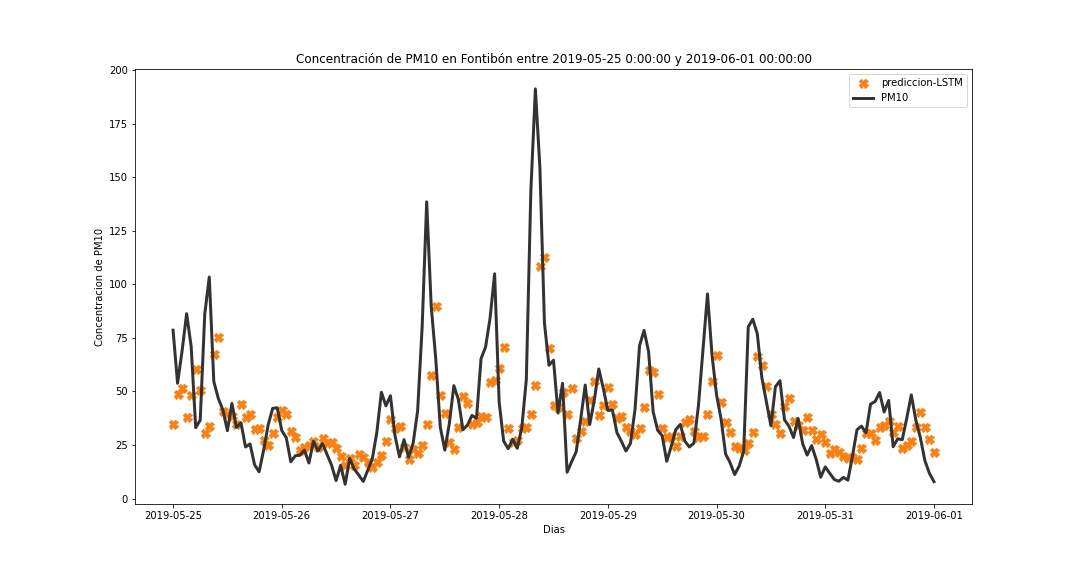 Concentración de PM10 en Fontibón entre 2019-05-25 0:00:00 y 2019-06-01 00:00:00
prediccion-LSTM
PM10
200
175
150
125
100
75
50
25
0
Concentracion de PM10
2019-05-25 2019-05-26 2019-05-27 2019-05-28 2019-05-29 2019-05-30 2019-05-31 2019-06-01
Dias